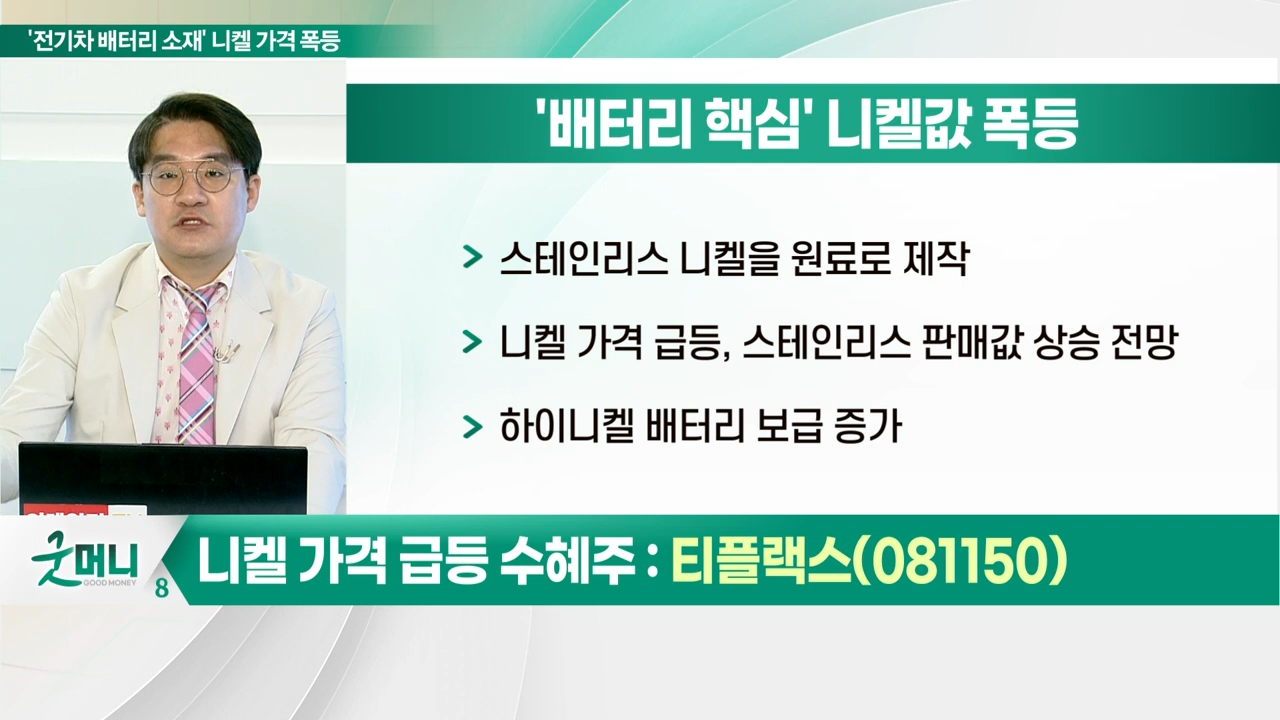 '전기차 배터리 소재' 니켈 가격 폭등
'배터리 핵심' 니켈값 폭등
> 스테인리스 니켈을 원료로 제작
> 니켈 가격 급등, 스테인리스 판매값 상승 전망
> 하이니켈 배터리 보급 증가
굿머니
GOOD MONEY
8
니켈 가격 급등 수혜주 : 티플랙스(081150)